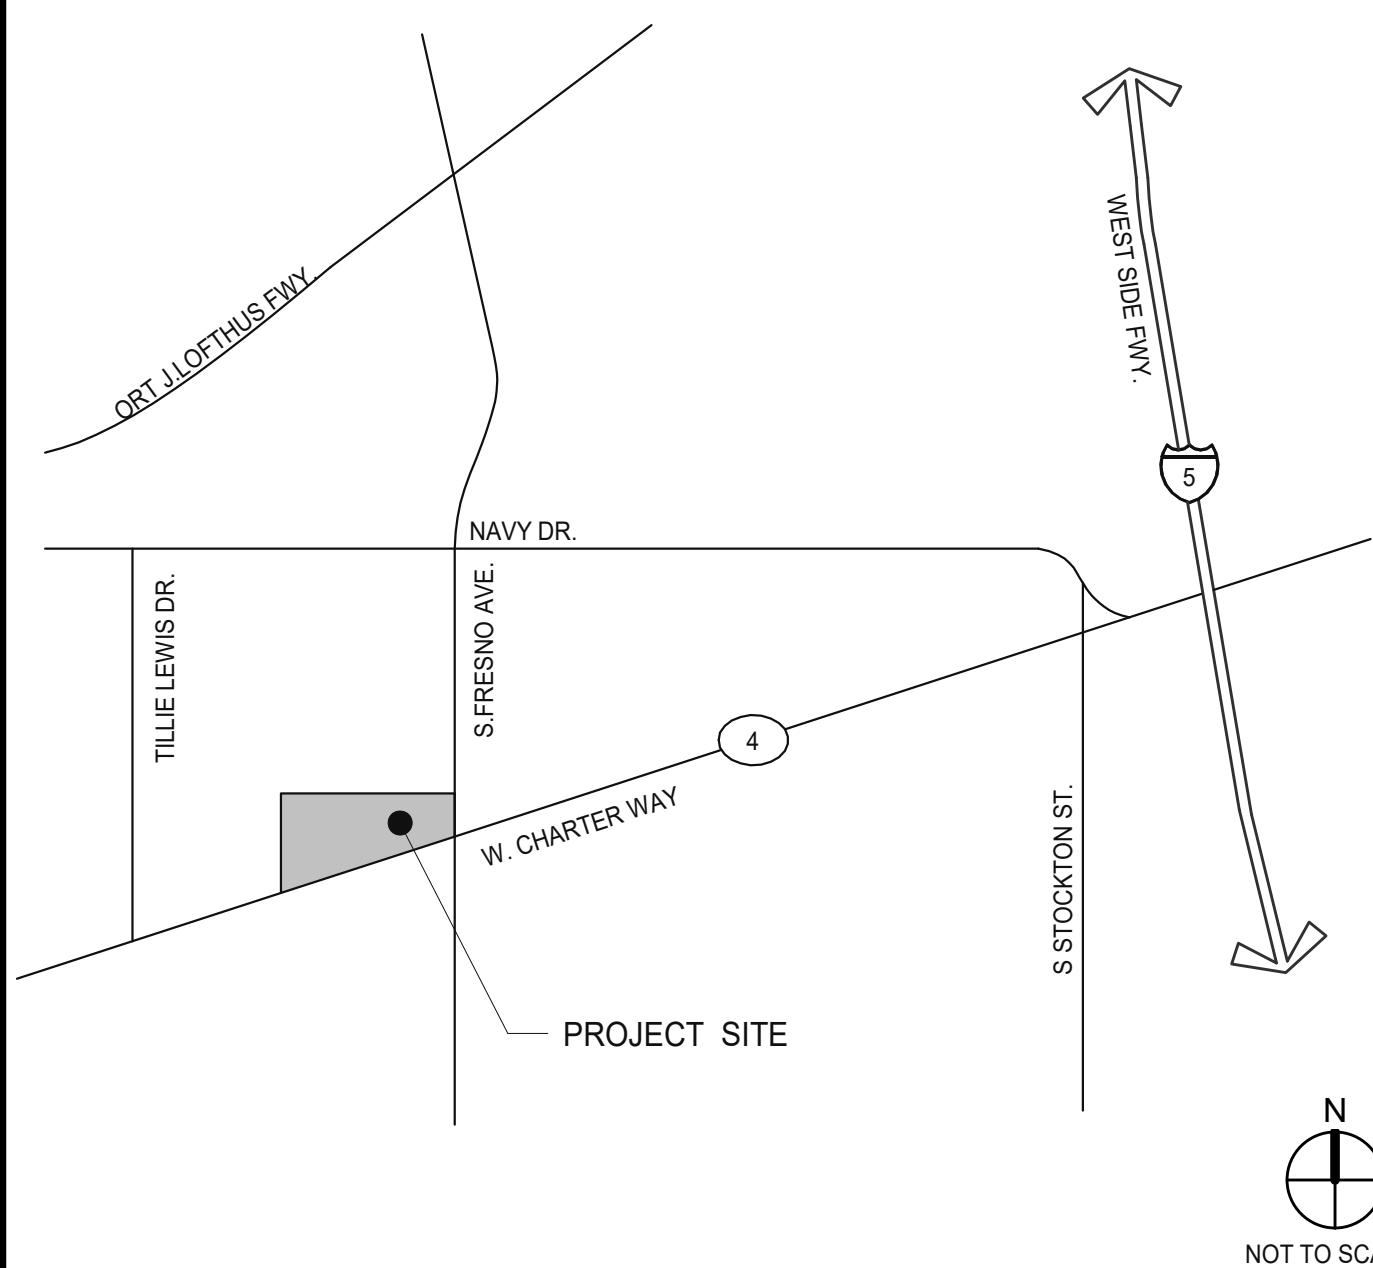 WEST SIDE FWY.
ORT J.LOFTHUS FWY.
5
NAVY DR.
TILLIE LEWIS DR.
S.FRESNO AVE.
4
W. CHARTER WAY
S STOCKTON ST.
PROJECT SITE
N
NOT TO